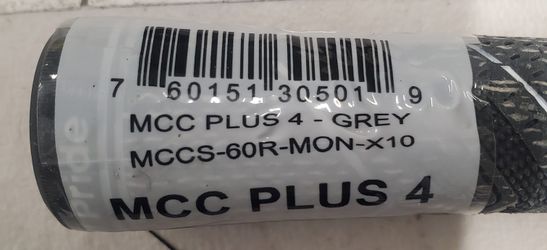 7 60151 30501 9
MCC PLUS 4 - GREY
MCCS-60R-MON-X10
MCC PLUS 4